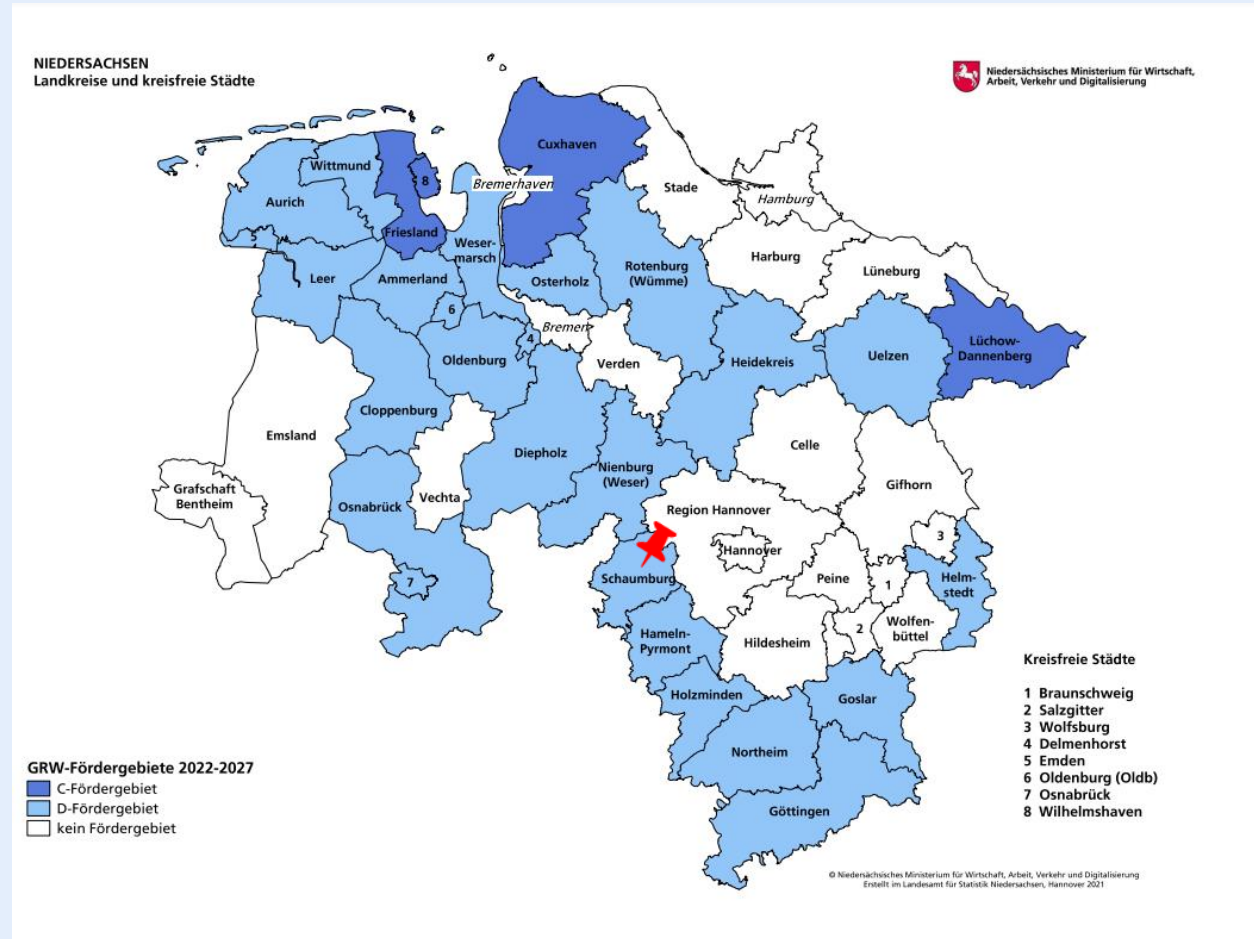 NIEDERSACHSEN
Landkreise und kreisfreie Städte
Niedersächsisches Ministerium für Wirtschaft,
Arbeit, Verkehr und Digitalisierung
Cuxhaven
Wittmund
8
Bremerhaven
Stade
Hamburg
Aurich
5
Friesland
Weser-
marsch
Harburg
Lüneburg
Leer
Ammerland
Osterholz
Rotenburg
(Wümme)
6
Bremen
4
Oldenburg
Verden
Heidekreis
Uelzen
Lüchow-
Dannenberg
Cloppenburg
Emsland
Diepholz
Celle
Nienburg
(Weser)
Gifhorn
Grafschaft
Bentheim
Osnabrück
Vechta
Region Hannover
Hannover
3
7
Schaumburg
Peine
1
Helm-
stedt
Hameln-
Pyrmont
Hildesheim
2
Wolfen-
büttel
Holzminden
Goslar
Northeim
Göttingen
Kreisfreie Städte
1 Braunschweig
2 Salzgitter
3 Wolfsburg
4 Delmenhorst
5 Emden
6 Oldenburg (Oldb)
7 Osnabrück
8 Wilhelmshaven
GRW-Fördergebiete 2022-2027
C-Fördergebiet
D-Fördergebiet
kein Fördergebiet
© Niedersächsisches Ministerium für Wirtschaft, Arbeit, Verkehr und Digitalisierung
Erstellt im Landesamt für Statistik Niedersachsen, Hannover 2021